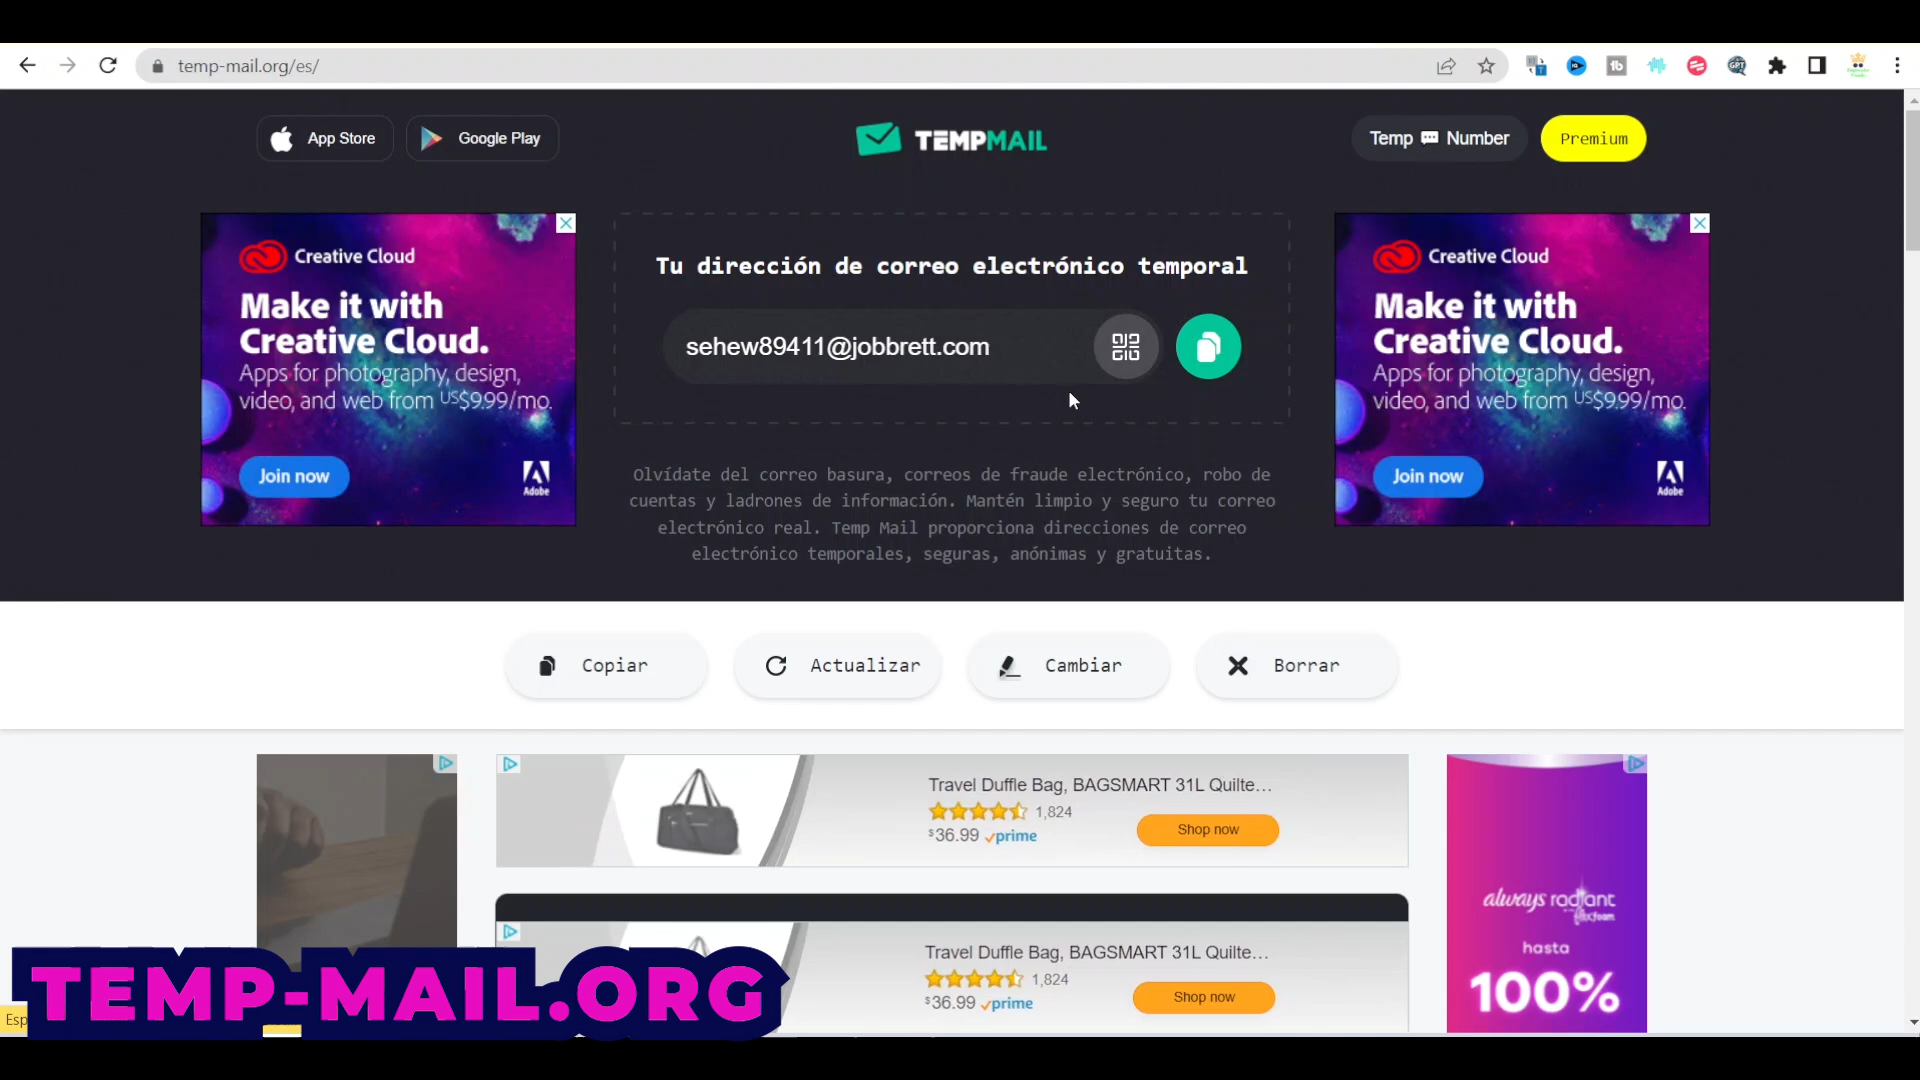 temp-mail.org/es/
App Store
Google Play
TEMPMAIL
Temp Number
Premium
Creative Cloud
Make it with
Creative Cloud.
Apps for photography, design,
video, and web from US$9.99/mo.
Join now
Adobe
Tu dirección de correo electrónico temporal
sehew89411@jobbrett.com
Olvídate del correo basura, correos de fraude electrónico, robo de
cuentas y ladrones de información. Mantén limpio y seguro tu correo
electrónico real. Temp Mail proporciona direcciones de correo
electrónico temporales, seguras, anónimas y gratuitas.
Creative Cloud
Make it with
Creative Cloud.
Apps for photography, design,
video, and web from US$9.99/mo.
Join now
Adobe
Copiar
Actualizar
Cambiar
Borrar
Travel Duffle Bag, BAGSMART 31L Quilte...
1,824
$36.99 prime
Shop now
Travel Duffle Bag, BAGSMART 31L Quilte...
1,824
$36.99 prime
Shop now
always radiant
flexfoam
hasta
100%
TEMP-MAIL.ORG
Esp